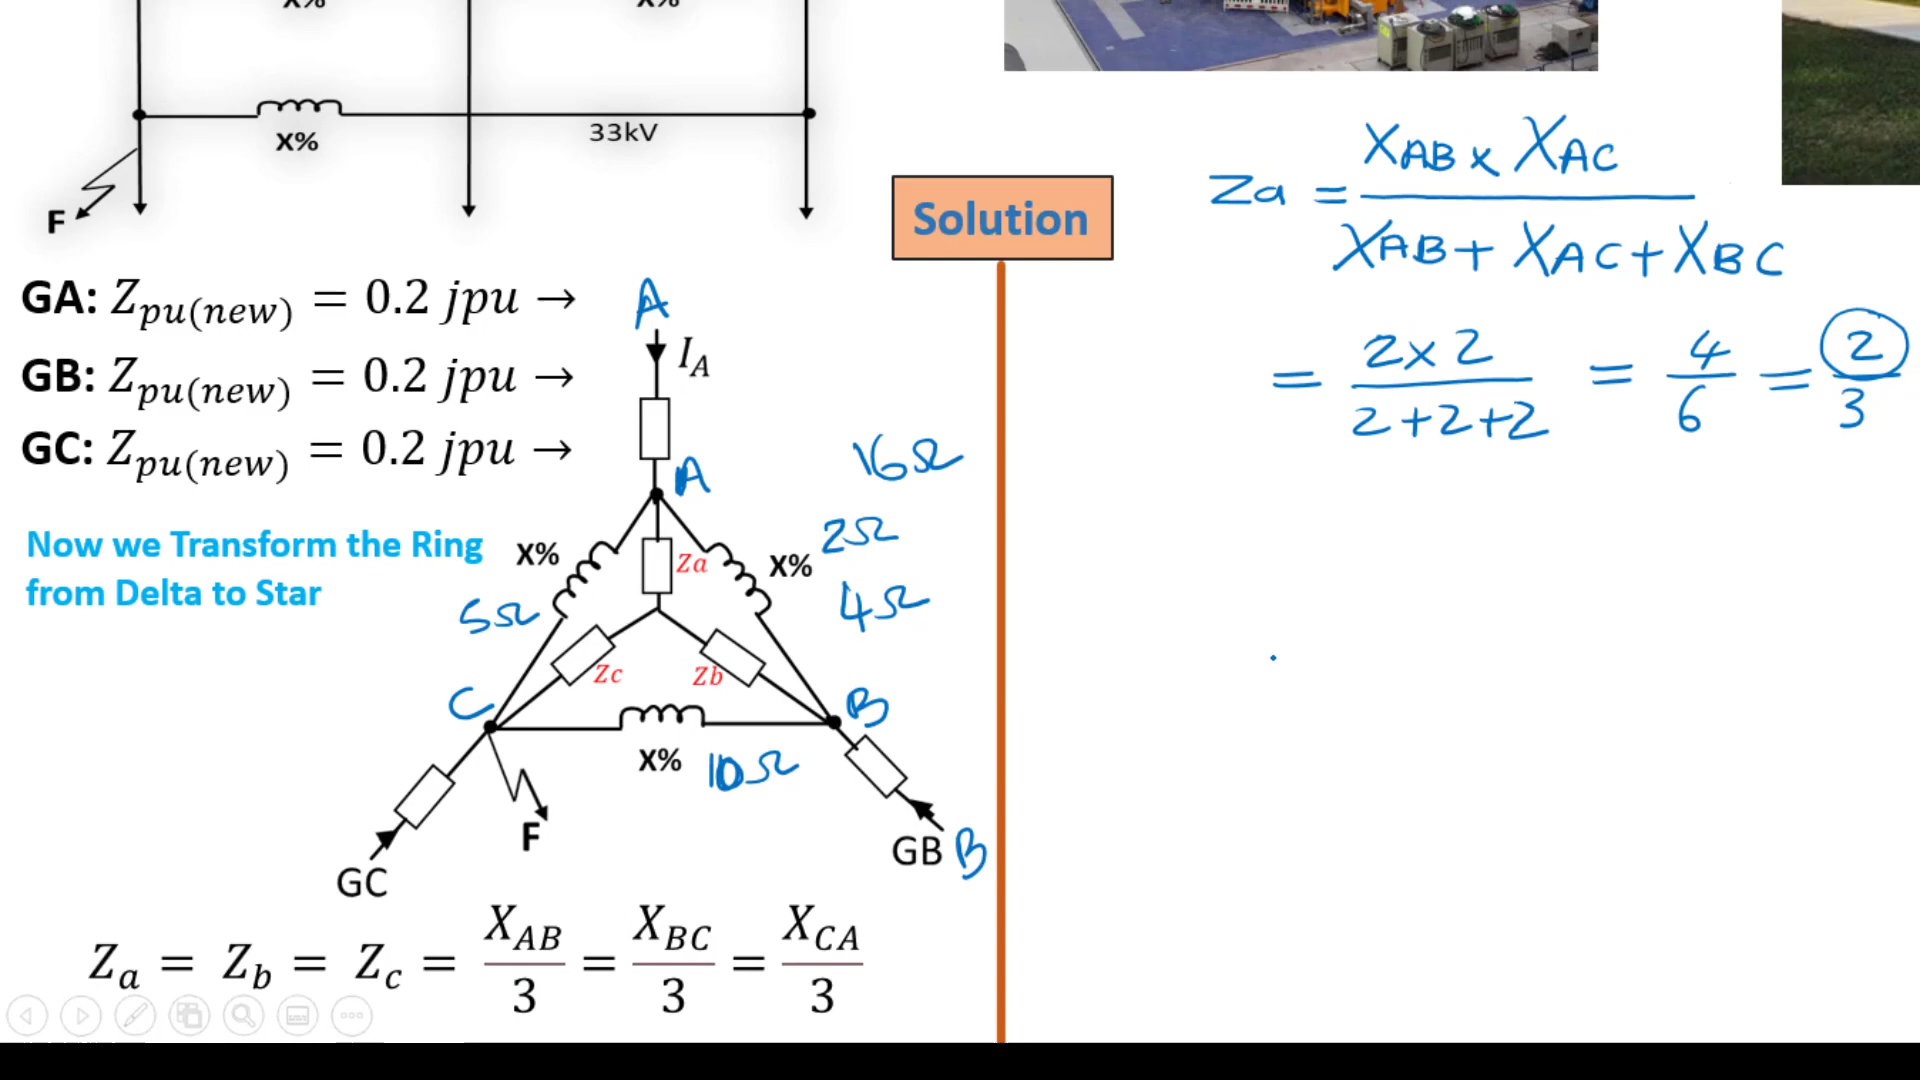 X% X%
X% 33kV
F
Solution
Za = XAB x XAC / XAB + XAC + XBC
= 2x2 / 2+2+2 = 4 / 6 = 2 / 3
GA: Z_pu(new) = 0.2 jpu →
GB: Z_pu(new) = 0.2 jpu →
GC: Z_pu(new) = 0.2 jpu →
Now we Transform the Ring
from Delta to Star
A
I_A
A
16Ω
X% Za X% 2Ω
5Ω 4Ω
Zc Zb
C B
X% 10Ω
F
GC GB B
Z_a = Z_b = Z_c = X_AB / 3 = X_BC / 3 = X_CA / 3